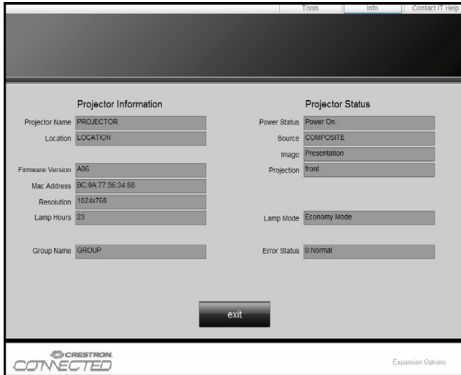 Tools Info Contact IT Help
Projector Information
Projector Name PROJECTOR
Location LOCATION
Firmware Version A06
Mac Address BC:9A:77:56:34:88
Resolution 1024x768
Lamp Hours 23
Group Name GROUP
Projector Status
Power Status Power On
Source COMPOSITE
Image Presentation
Projection front
Lamp Mode Economy Mode
Error Status 0:Normal
exit
CRESTRON
CONNECTED
Expansion Options